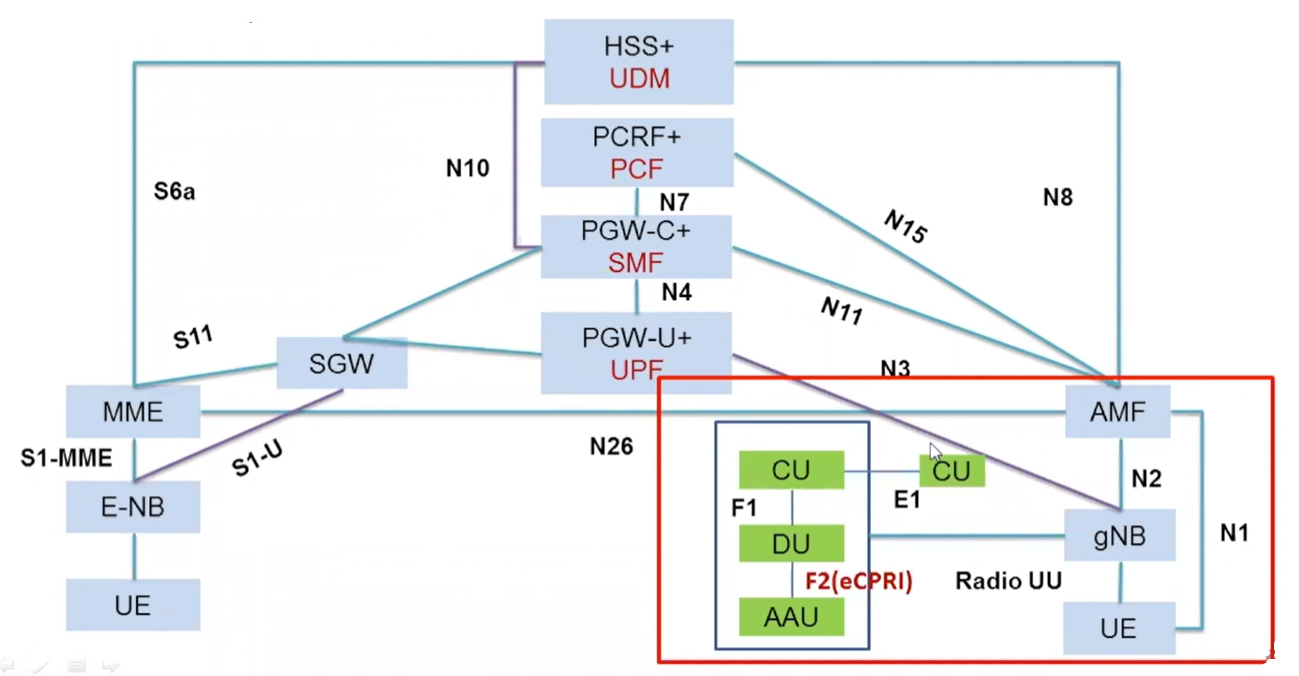 HSS+
UDM
PCRF+
PCF
N10
S6a
N8
N7
N15
PGW-C+
SMF
N4
N11
S11
PGW-U+
UPF
SGW
N3
MME
AMF
S1-MME
S1-U
N26
CU
CU
E1
N2
E-NB
F1
gNB
N1
DU
F2(eCPRI)
Radio UU
UE
AAU
UE